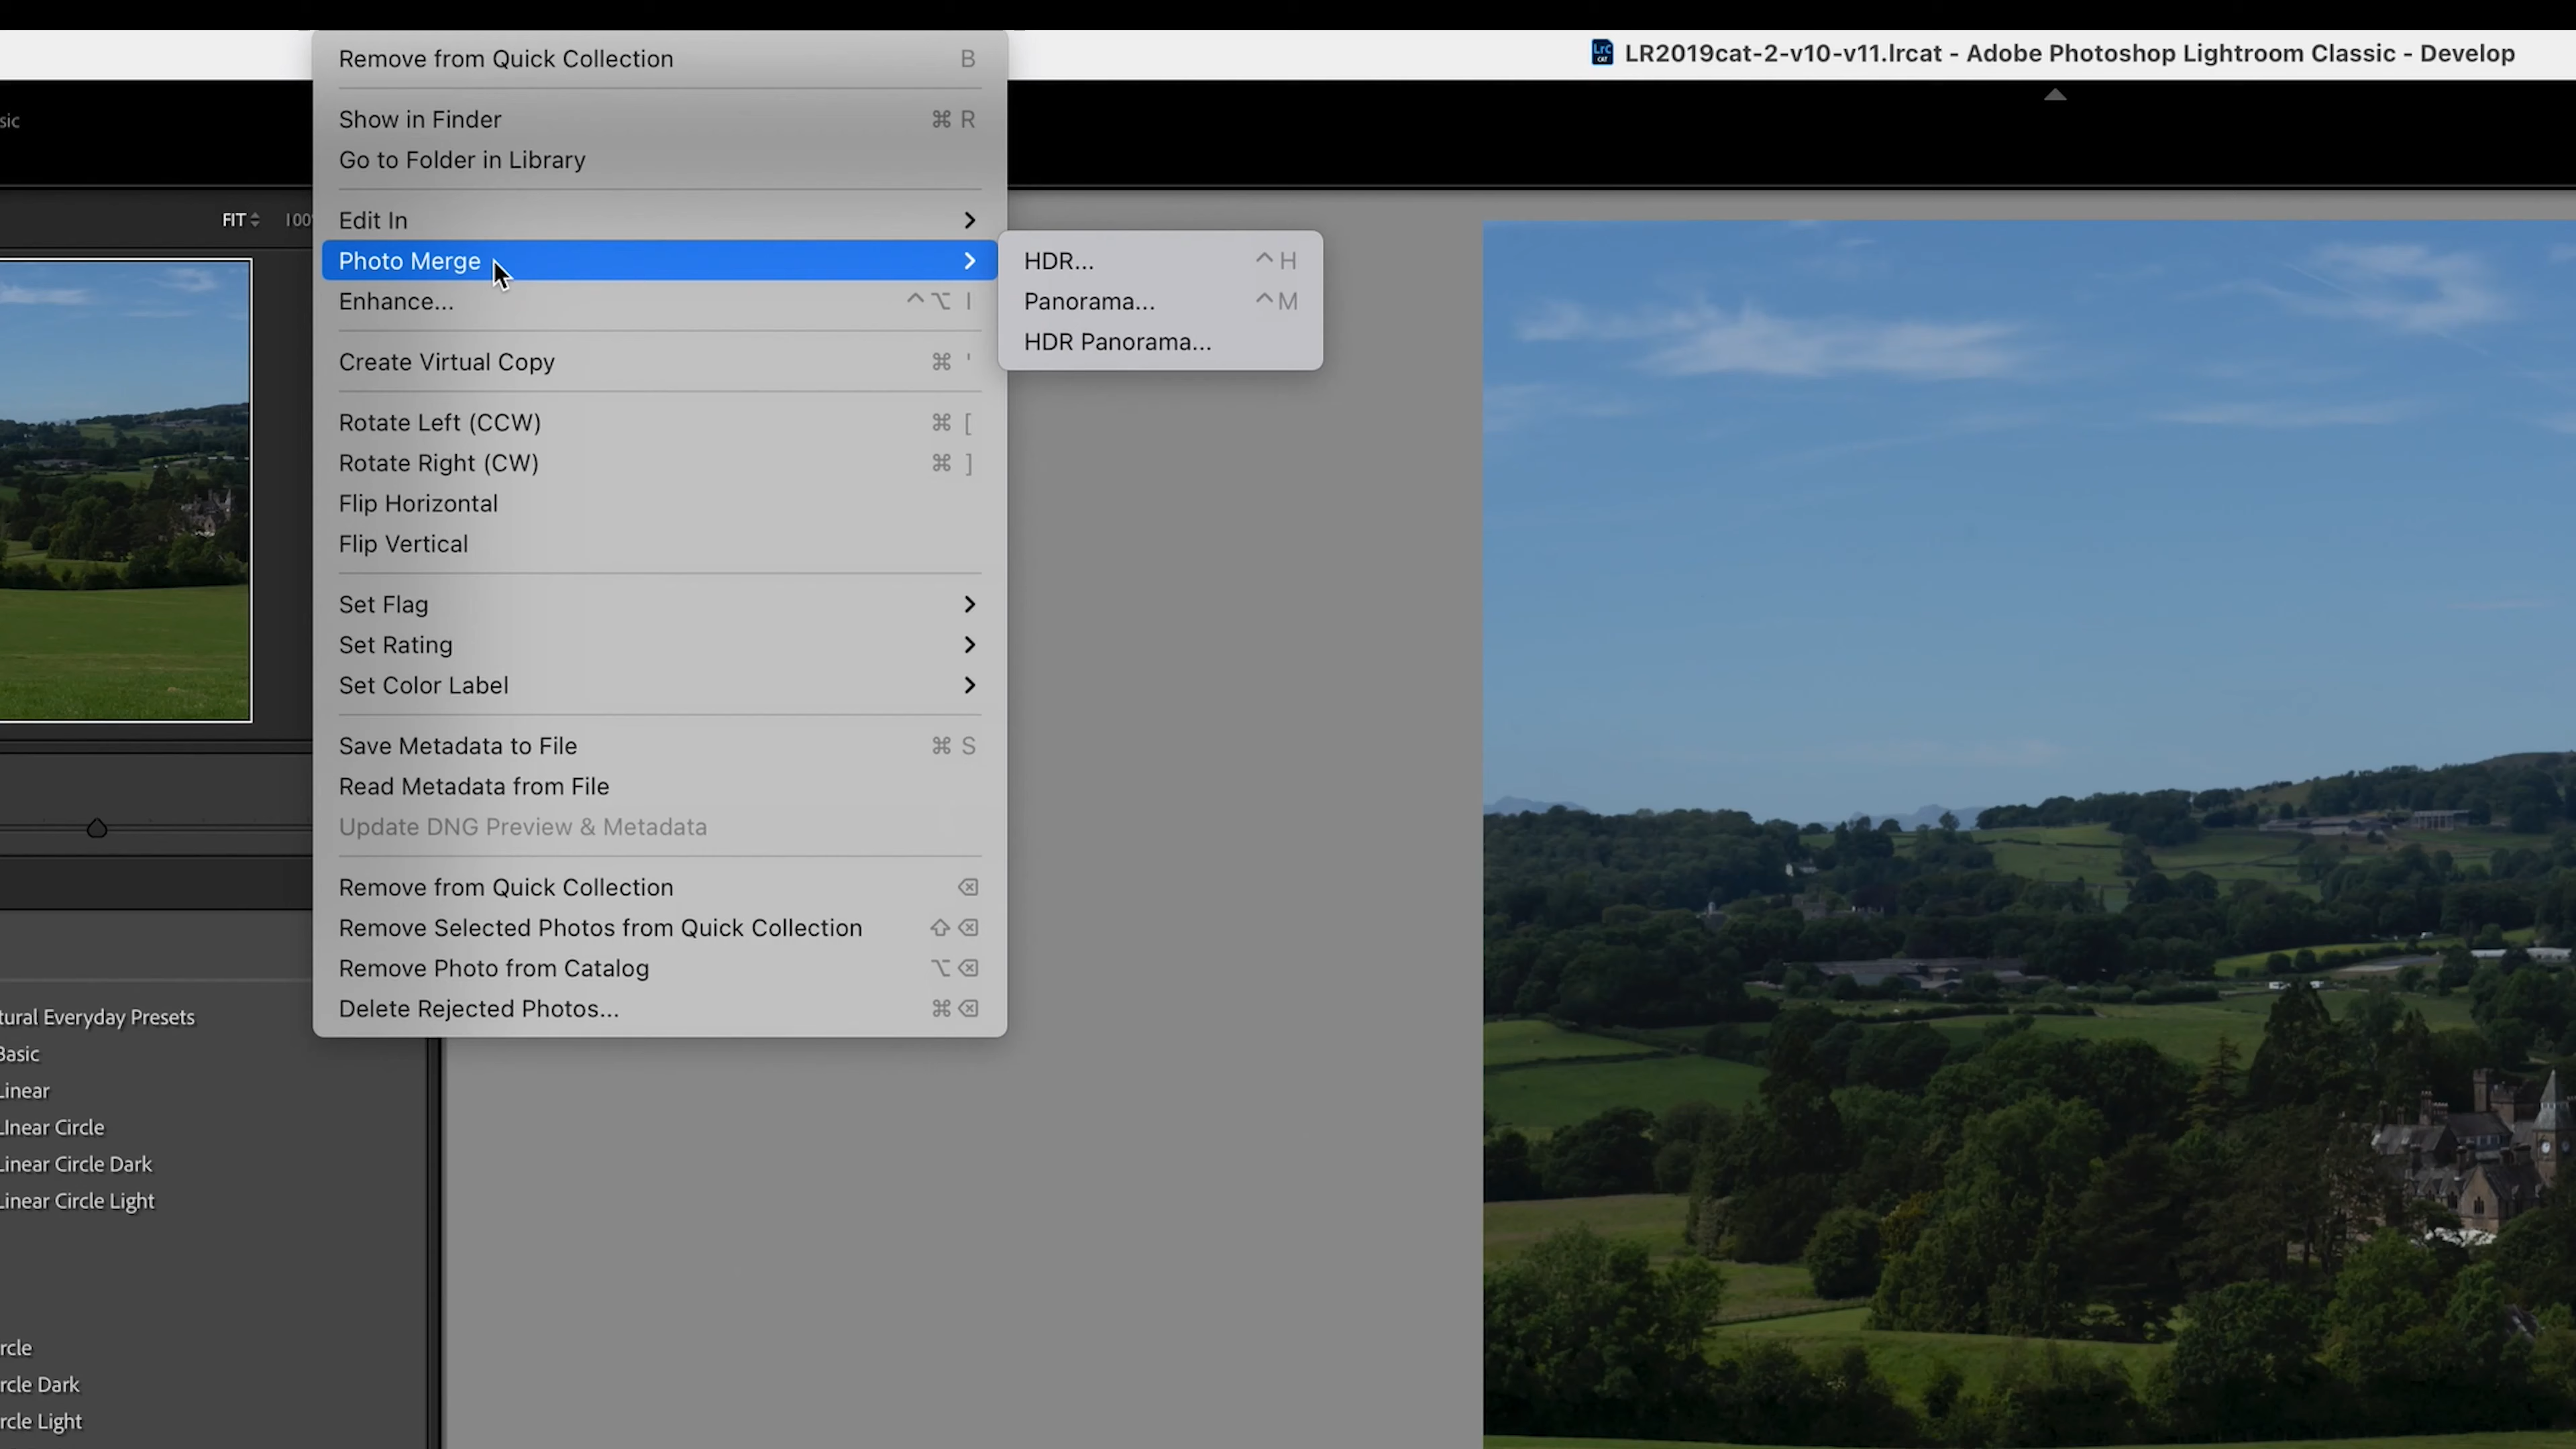 LR2019cat-2-v10-v11.lrcat - Adobe Photoshop Lightroom Classic - Develop
sic
FIT
100
Remove from Quick Collection B
Show in Finder ⌘ R
Go to Folder in Library
Edit In
Photo Merge
Enhance... ⌃⌥ I
Create Virtual Copy ⌘ '
Rotate Left (CCW) ⌘ [
Rotate Right (CW) ⌘ ]
Flip Horizontal
Flip Vertical
Set Flag
Set Rating
Set Color Label
Save Metadata to File ⌘ S
Read Metadata from File
Update DNG Preview & Metadata
Remove from Quick Collection ⌫
Remove Selected Photos from Quick Collection ⇧⌫
Remove Photo from Catalog ⌥⌫
Delete Rejected Photos... ⌘⌫
HDR... ⌃H
Panorama... ⌃M
HDR Panorama...
tural Everyday Presets
Basic
Linear
LInear Circle
Linear Circle Dark
Linear Circle Light
rcle
rcle Dark
rcle Light